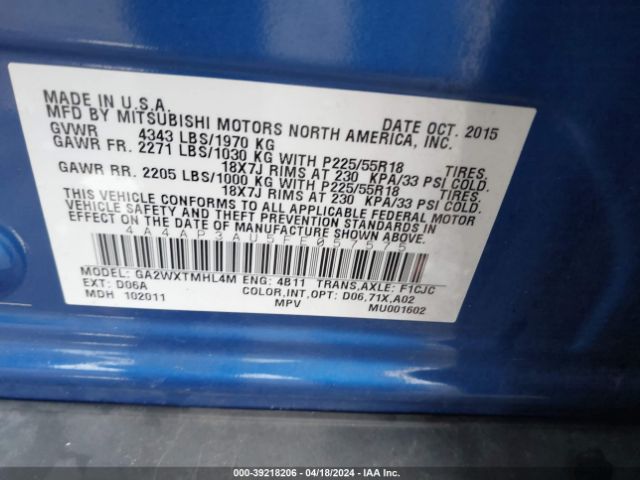 MADE IN U.S.A. DATE OCT. 2015
MFD BY MITSUBISHI MOTORS NORTH AMERICA, INC.
GVWR 4343 LBS/1970 KG
GAWR FR. 2271 LBS/1030 KG WITH P225/55R18 TIRES.
18X7J RIMS AT 230 KPA/33 PSI COLD.
GAWR RR. 2205 LBS/1000 KG WITH P225/55R18 TIRES.
18X7J RIMS AT 230 KPA/33 PSI COLD.
THIS VEHICLE CONFORMS TO ALL APPLICABLE FEDERAL MOTOR
VEHICLE SAFETY AND THEFT PREVENTION STANDARDS IN
EFFECT ON THE DATE OF MANUFACTURE SHOWN ABOVE.
4A4AP3AU5FE057575
MODEL: GA2WXTMHL4M ENG: 4B11 TRANS,AXLE: F1CJC
EXT: D06A COLOR,INT,OPT: D06,71X,A02
MDH 102011 MPV MU001602
000-39218206 - 04/18/2024 - IAAI.COM